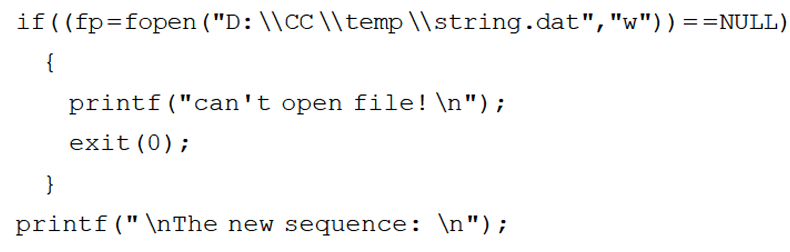 if((fp=fopen("D:\\CC\\temp\\string.dat","w"))==NULL)
{
printf("can't open file!\n");
exit(0);
}
printf("\nThe new sequence: \n");